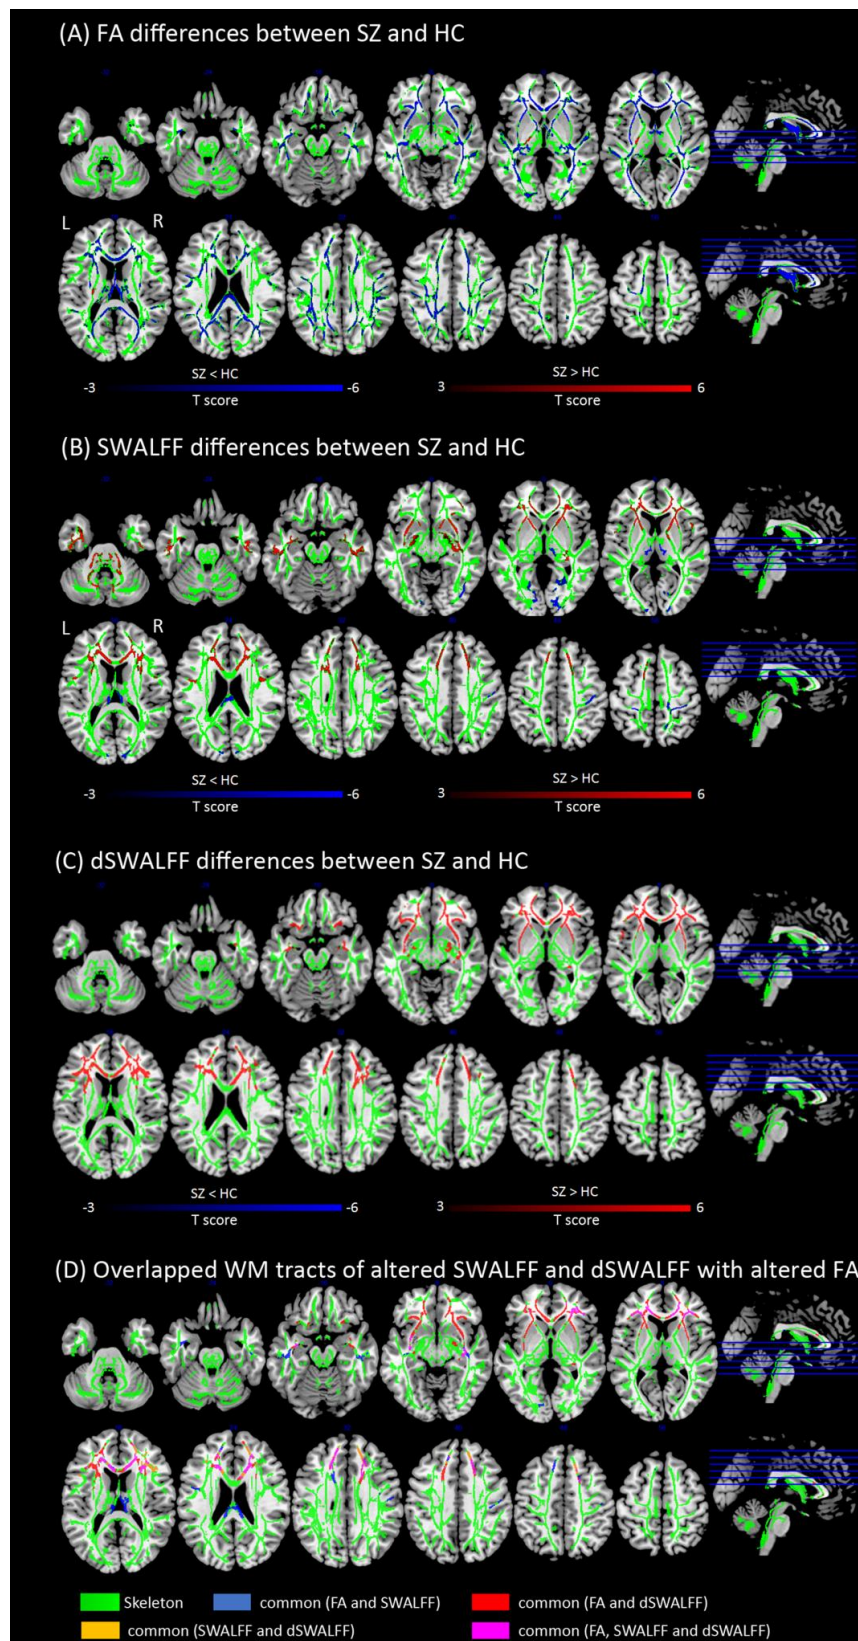 (A) FA differences between SZ and HC
L R
SZ < HC SZ > HC
-3 -6 3 6
T score T score
(B) SWALFF differences between SZ and HC
L R
SZ < HC SZ > HC
-3 -6 3 6
T score T score
(C) dSWALFF differences between SZ and HC
SZ < HC SZ > HC
-3 -6 3 6
T score T score
(D) Overlapped WM tracts of altered SWALFF and dSWALFF with altered FA
Skeleton common (FA and SWALFF) common (FA and dSWALFF)
common (SWALFF and dSWALFF) common (FA, SWALFF and dSWALFF)